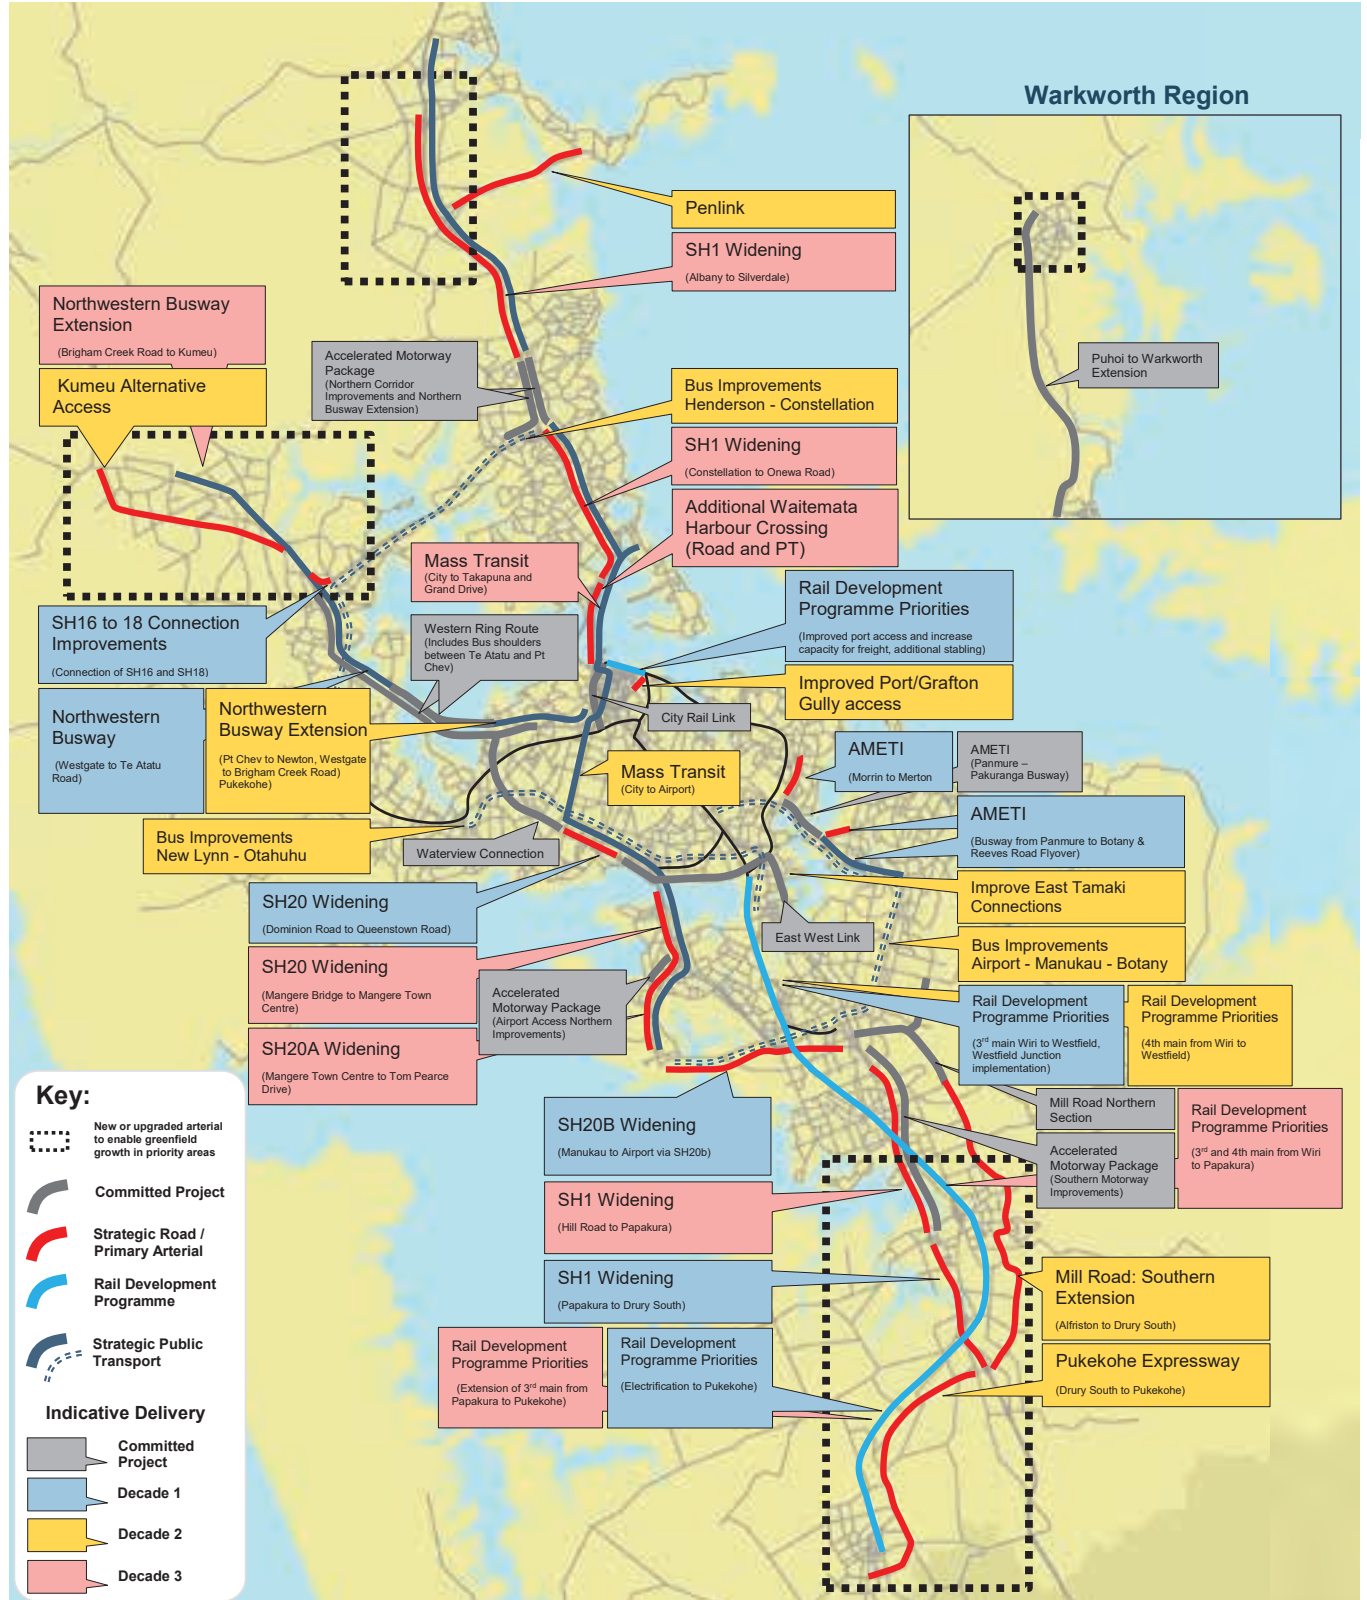 Warkworth Region
Puhoi to Warkworth
Extension
Penlink
SH1 Widening
(Albany to Silverdale)
Northwestern Busway
Extension
(Brigham Creek Road to Kumeu)
Kumeu Alternative
Access
Accelerated Motorway
Package
(Northern Corridor
Improvements and Northern
Busway Extension)
Bus Improvements
Henderson - Constellation
SH1 Widening
(Constellation to Onewa Road)
Additional Waitemata
Harbour Crossing
(Road and PT)
Mass Transit
(City to Takapuna and
Grand Drive)
Rail Development
Programme Priorities
(Improved port access and increase
capacity for freight, additional stabling)
Improved Port/Grafton
Gully access
SH16 to 18 Connection
Improvements
(Connection of SH16 and SH18)
Western Ring Route
(Includes Bus shoulders
between Te Atatu and Pt
Chev)
Northwestern
Busway
(Westgate to Te Atatu
Road)
Northwestern
Busway Extension
(Pt Chev to Newton, Westgate
to Brigham Creek Road)
Pukekohe
City Rail Link
Mass Transit
(City to Airport)
AMETI
(Morrin to Merton
AMETI
(Panmure –
Pakuranga Busway)
AMETI
(Busway from Panmure to Botany &
Reeves Road Flyover)
Bus Improvements
New Lynn - Otahuhu
Waterview Connection
Improve East Tamaki
Connections
SH20 Widening
(Dominion Road to Queenstown Road)
East West Link
Bus Improvements
Airport - Manukau - Botany
SH20 Widening
(Mangere Bridge to Mangere Town
Centre)
Accelerated
Motorway Package
(Airport Access Northern
Improvements)
Rail Development
Programme Priorities
(3rd main Wiri to Westfield,
Westfield Junction
implementation)
Rail Development
Programme Priorities
(4th main from Wiri to
Westfield)
SH20A Widening
(Mangere Town Centre to Tom Pearce
Drive)
Mill Road Northern
Section
Rail Development
Programme Priorities
(3rd and 4th main from Wiri
to Papakura)
SH20B Widening
(Manukau to Airport via SH20b)
Accelerated
Motorway Package
(Southern Motorway
Improvements)
SH1 Widening
(Hill Road to Papakura)
SH1 Widening
(Papakura to Drury South)
Mill Road: Southern
Extension
(Alfriston to Drury South)
Rail Development
Programme Priorities
(Extension of 3rd main from
Papakura to Pukekohe)
Rail Development
Programme Priorities
(Electrification to Pukekohe)
Pukekohe Expressway
(Drury South to Pukekohe)
Key:
New or upgraded arterial
to enable greenfield
growth in priority areas
Committed Project
Strategic Road /
Primary Arterial
Rail Development
Programme
Strategic Public
Transport
Indicative Delivery
Committed
Project
Decade 1
Decade 2
Decade 3